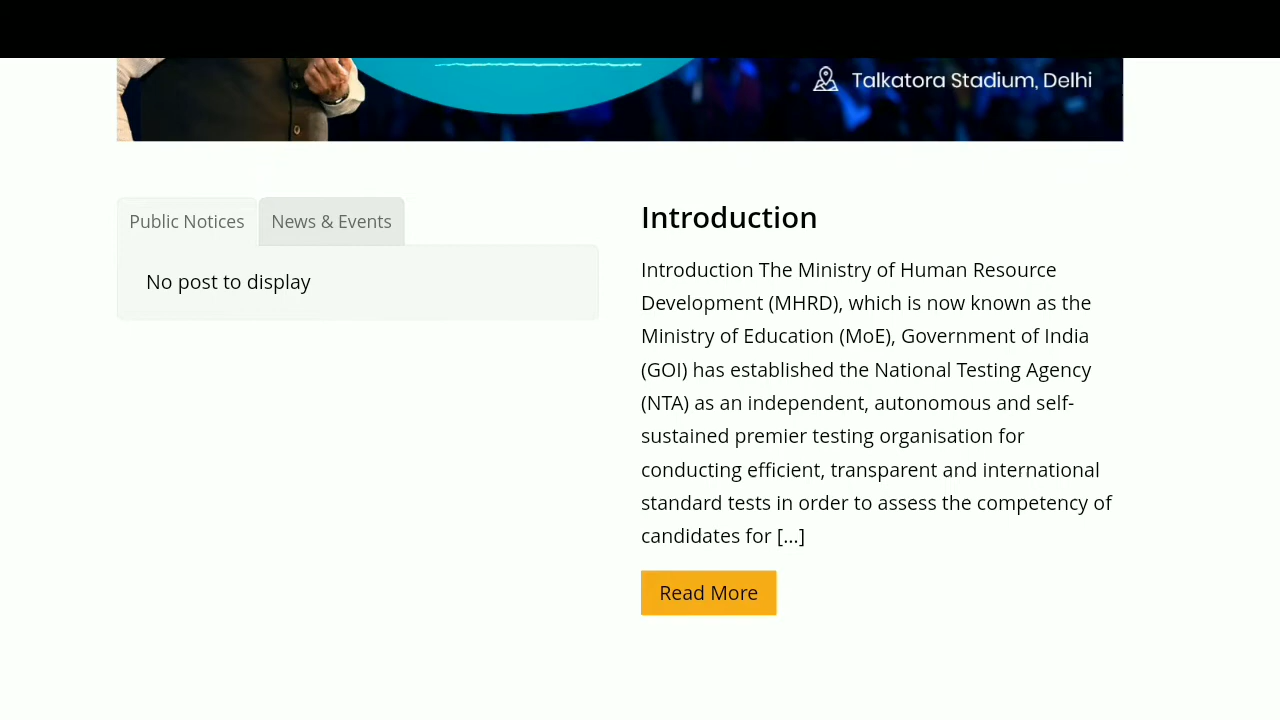 Talkatora Stadium, Delhi
Public Notices
News & Events
No post to display
Introduction
Introduction The Ministry of Human Resource
Development (MHRD), which is now known as the
Ministry of Education (MoE), Government of India
(GOI) has established the National Testing Agency
(NTA) as an independent, autonomous and self-
sustained premier testing organisation for
conducting efficient, transparent and international
standard tests in order to assess the competency of
candidates for [...]
Read More